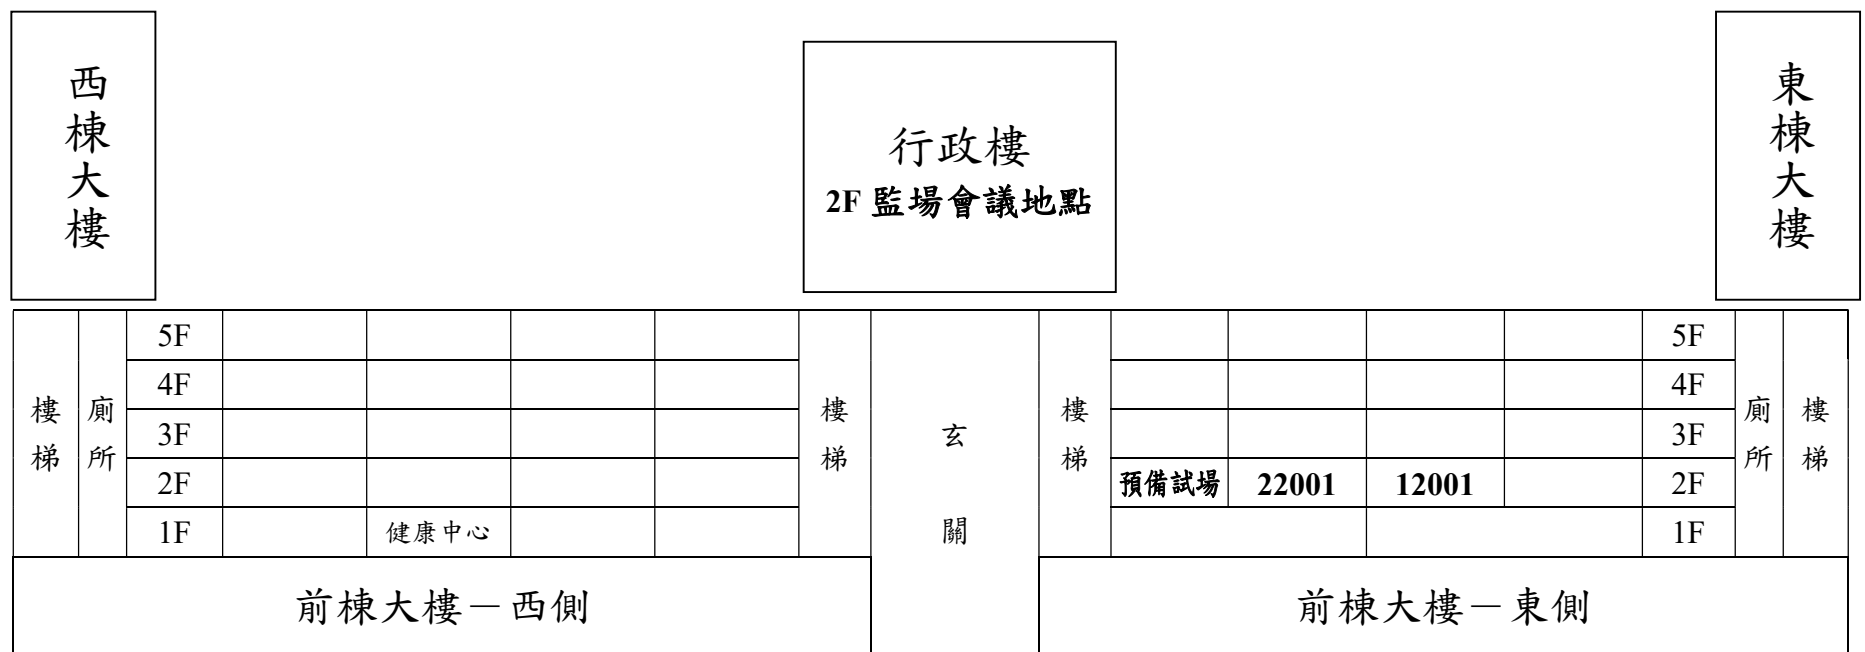 西棟大樓
行政樓
2F 監場會議地點
東棟大樓
樓梯
廁所
5F
4F
3F
2F
1F 健康中心
樓梯
玄關
樓梯
5F
4F
3F
預備試場 22001 12001 2F
1F
廁所
樓梯
前棟大樓－西側
前棟大樓－東側